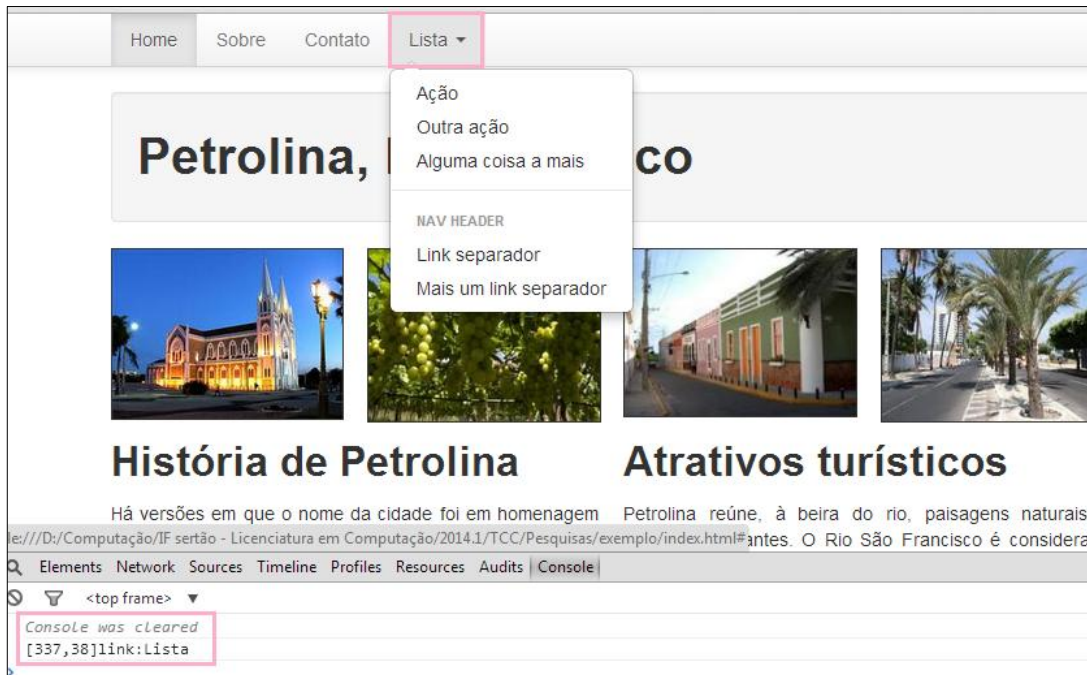 Home Sobre Contato Lista
Ação
Outra ação
Alguma coisa a mais
NAV HEADER
Link separador
Mais um link separador
Petrolina, co
História de Petrolina
Há versões em que o nome da cidade foi em homenagem
Atrativos turísticos
Petrolina reúne, à beira do rio, paisagens naturais
antes. O Rio São Francisco é considera
le:///D:/Computação/IF sertão - Licenciatura em Computação/2014.1/TCC/Pesquisas/exemplo/index.html#
Elements Network Sources Timeline Profiles Resources Audits Console
<top frame> ▼
Console was cleared
[337,38]link:Lista